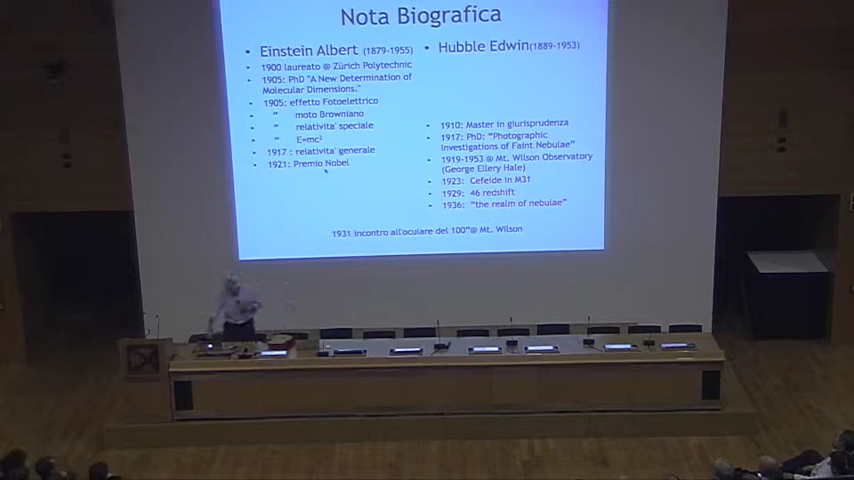 Nota Biografica
• Einstein Albert (1879-1955)
• 1900 laureato @ Zürich Polytechnic
• 1905: PhD "A New Determination of
Molecular Dimensions."
• 1905: effetto Fotoelettrico
• " moto Browniano
• " relativita' speciale
• " E=mc²
• 1917 : relativita' generale
• 1921: Premio Nobel
• Hubble Edwin(1889-1953)
• 1910: Master in giurisprudenza
• 1917: PhD: "Photographic
Investigations of Faint Nebulae"
• 1919-1953 @ Mt. Wilson Observatory
(George Ellery Hale)
• 1923: Cefeide in M31
• 1929: 46 redshift
• 1936: "the realm of nebulae"
1931 incontro all'oculare del 100"@ Mt. Wilson